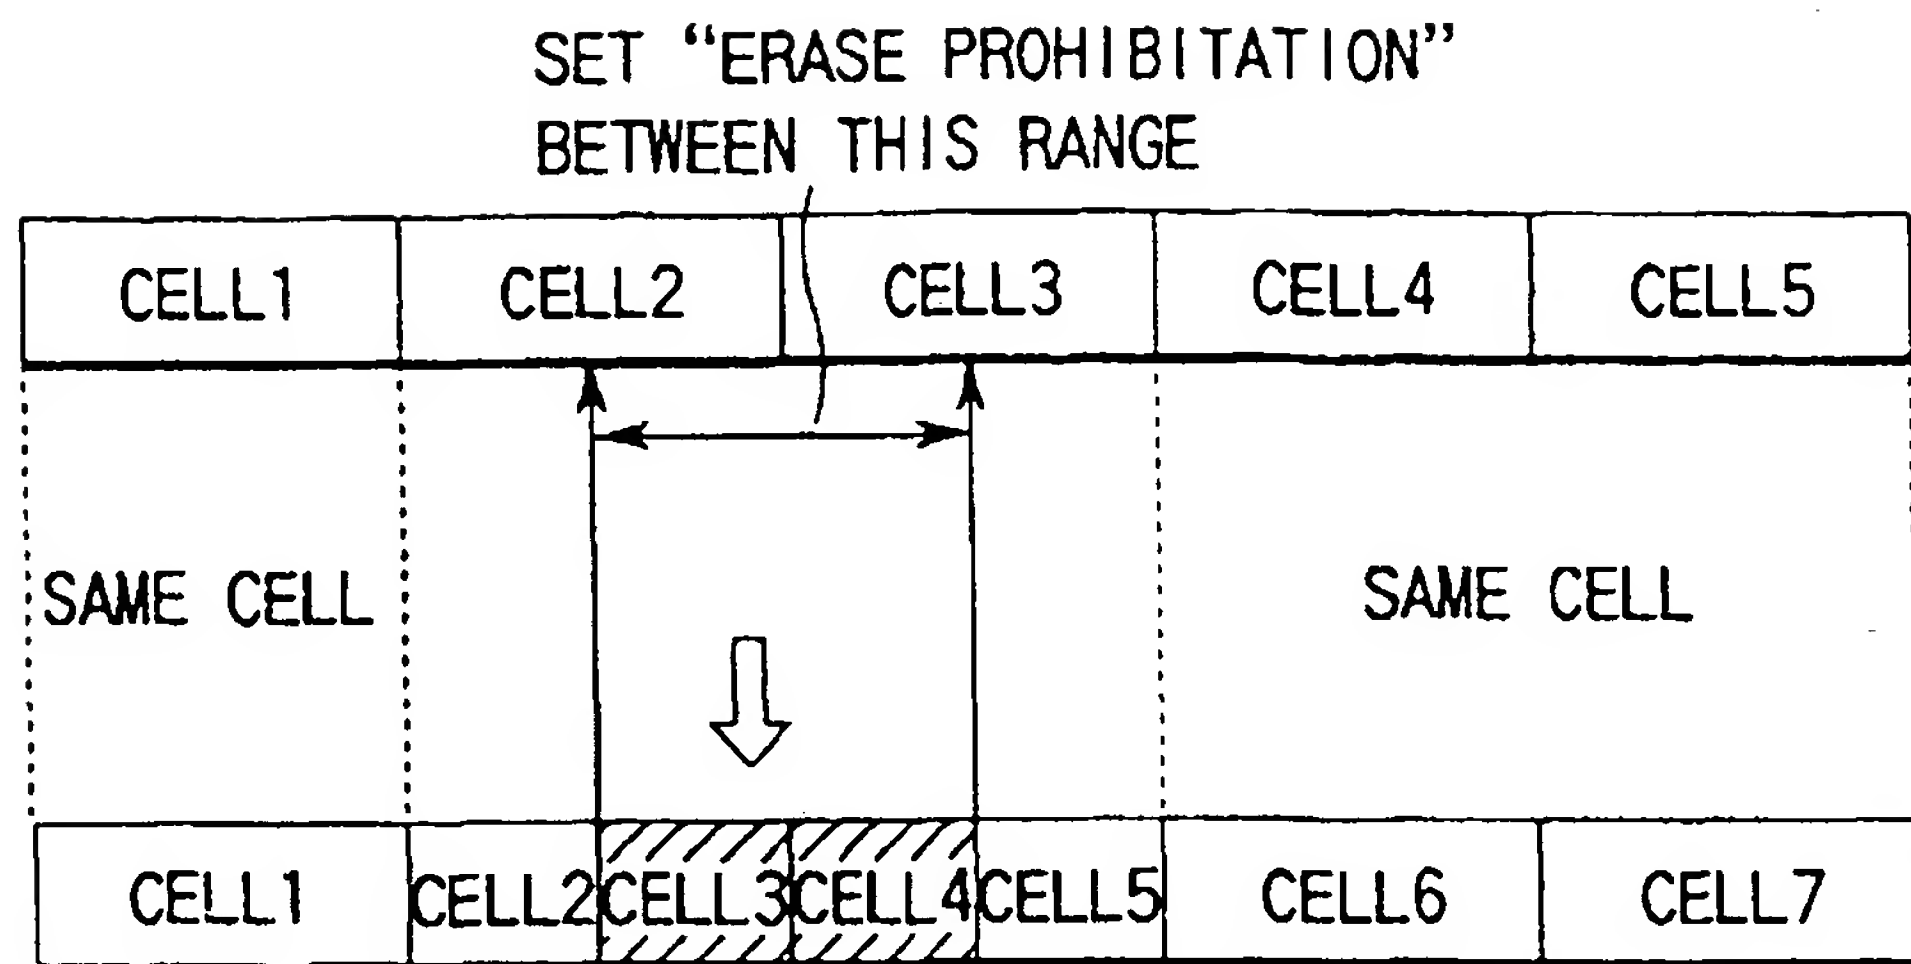 SET “ERASE PROHIBITATION”
BETWEEN THIS RANGE
CELL1 CELL2 CELL3 CELL4 CELL5
SAME CELL SAME CELL
CELL1 CELL2 CELL3 CELL4 CELL5 CELL6 CELL7